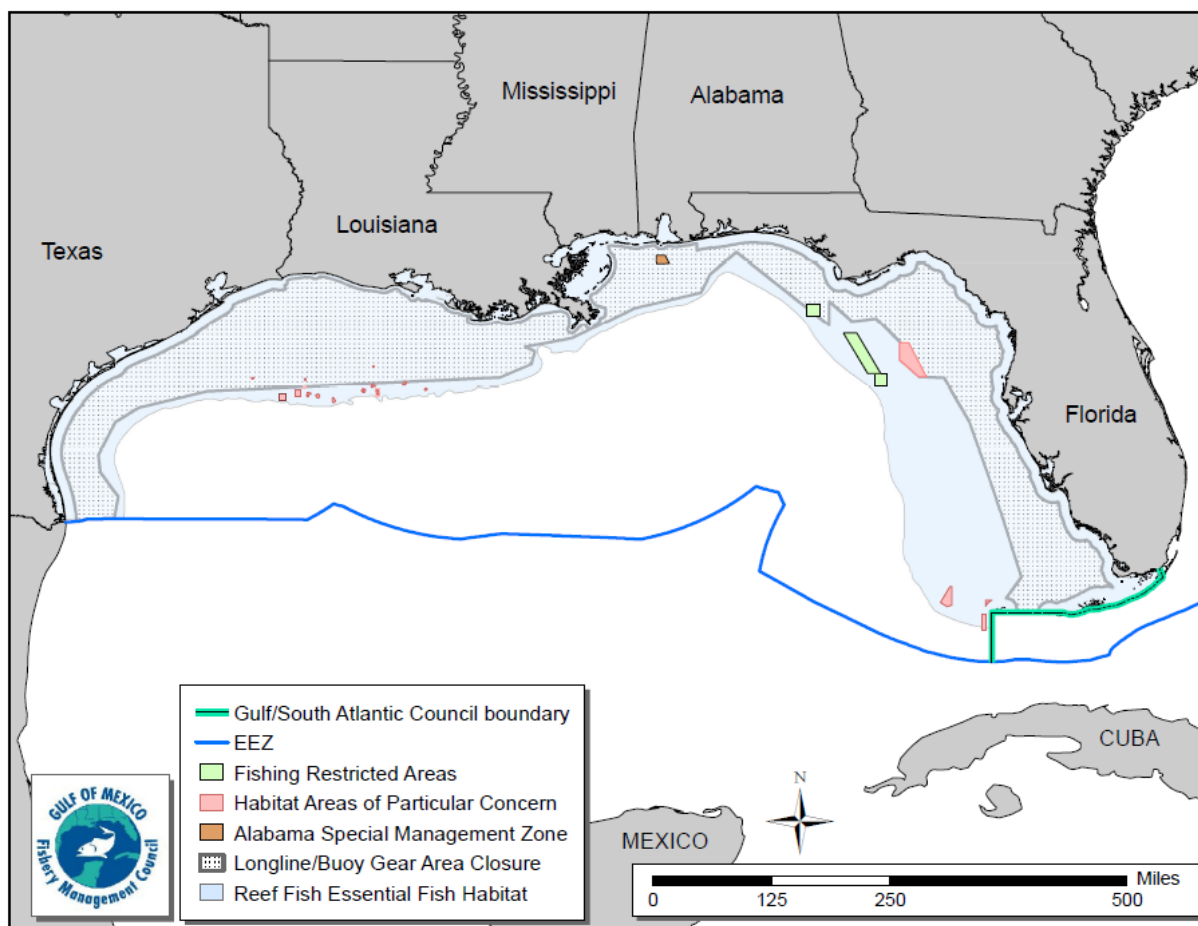 Mississippi
Alabama
Louisiana
Texas
Florida
Gulf/South Atlantic Council boundary
EEZ
Fishing Restricted Areas
Habitat Areas of Particular Concern
Alabama Special Management Zone
Longline/Buoy Gear Area Closure
Reef Fish Essential Fish Habitat
GULF OF MEXICO
Fishery Management Council
N
CUBA
MEXICO
Miles
0 125 250 500